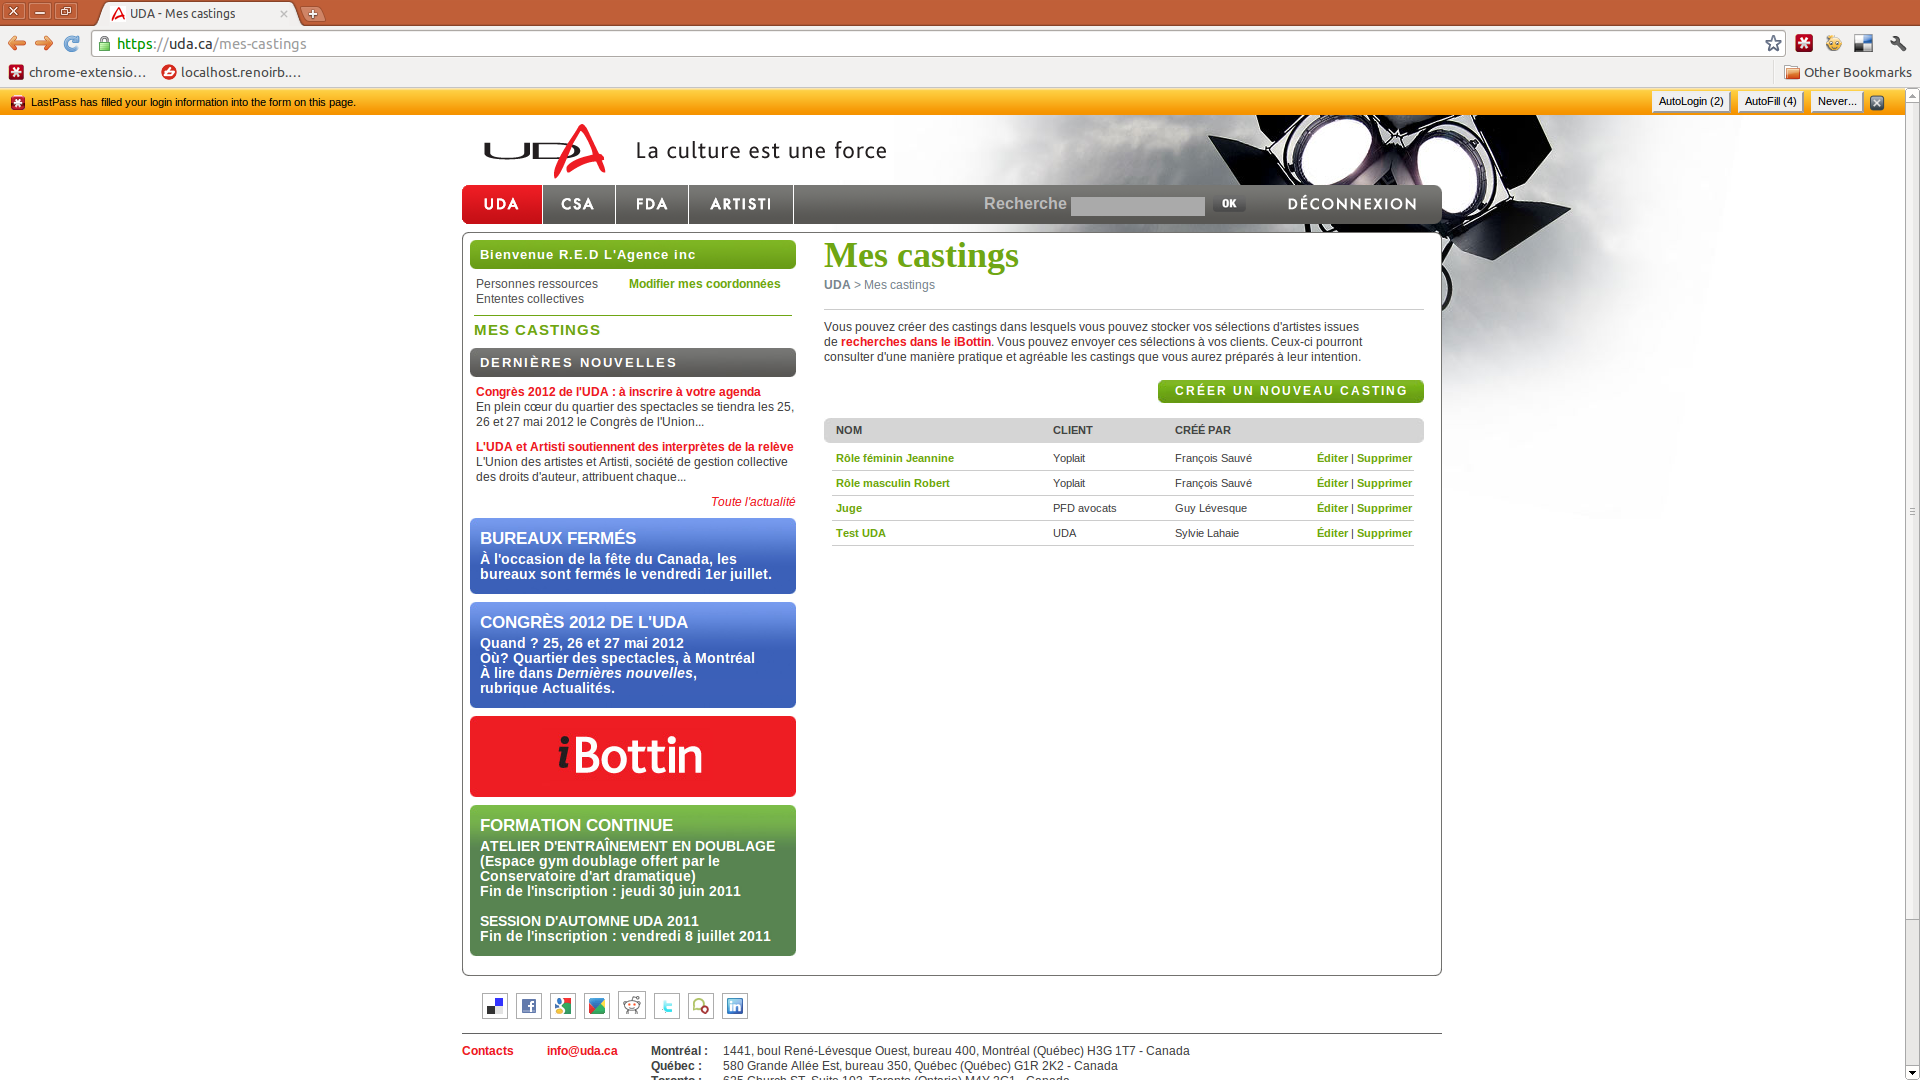 UDA - Mes castings
https://uda.ca/mes-castings
chrome-extensio...
localhost.renoirb....
Other Bookmarks
LastPass has filled your login information into the form on this page.
AutoLogin (2)
AutoFill (4)
Never...
UDA
La culture est une force
UDA
CSA
FDA
ARTISTI
Recherche
OK
DÉCONNEXION
Bienvenue R.E.D L'Agence inc
Personnes ressources
Modifier mes coordonnées
Ententes collectives
MES CASTINGS
DERNIÈRES NOUVELLES
Congrès 2012 de l'UDA : à inscrire à votre agenda
En plein cœur du quartier des spectacles se tiendra les 25,
26 et 27 mai 2012 le Congrès de l'Union...
L'UDA et Artisti soutiennent des interprètes de la relève
L'Union des artistes et Artisti, société de gestion collective
des droits d'auteur, attribuent chaque...
Toute l'actualité
BUREAUX FERMÉS
À l'occasion de la fête du Canada, les
bureaux sont fermés le vendredi 1er juillet.
CONGRÈS 2012 DE L'UDA
Quand ? 25, 26 et 27 mai 2012
Où? Quartier des spectacles, à Montréal
À lire dans Dernières nouvelles,
rubrique Actualités.
iBottin
FORMATION CONTINUE
ATELIER D'ENTRAÎNEMENT EN DOUBLAGE
(Espace gym doublage offert par le
Conservatoire d'art dramatique)
Fin de l'inscription : jeudi 30 juin 2011
SESSION D'AUTOMNE UDA 2011
Fin de l'inscription : vendredi 8 juillet 2011
Mes castings
UDA > Mes castings
Vous pouvez créer des castings dans lesquels vous pouvez stocker vos sélections d'artistes issues
de recherches dans le iBottin. Vous pouvez envoyer ces sélections à vos clients. Ceux-ci pourront
consulter d'une manière pratique et agréable les castings que vous aurez préparés à leur intention.
CRÉER UN NOUVEAU CASTING
NOM CLIENT CRÉÉ PAR
Rôle féminin Jeannine Yoplait François Sauvé Éditer | Supprimer
Rôle masculin Robert Yoplait François Sauvé Éditer | Supprimer
Juge PFD avocats Guy Lévesque Éditer | Supprimer
Test UDA UDA Sylvie Lahaie Éditer | Supprimer
Contacts info@uda.ca Montréal : 1441, boul René-Lévesque Ouest, bureau 400, Montréal (Québec) H3G 1T7 - Canada
Québec : 580 Grande Allée Est, bureau 350, Québec (Québec) G1R 2K2 - Canada
Toronto : 625 Church ST, Suite 103, Toronto (Ontario) M4Y 2G1 - Canada